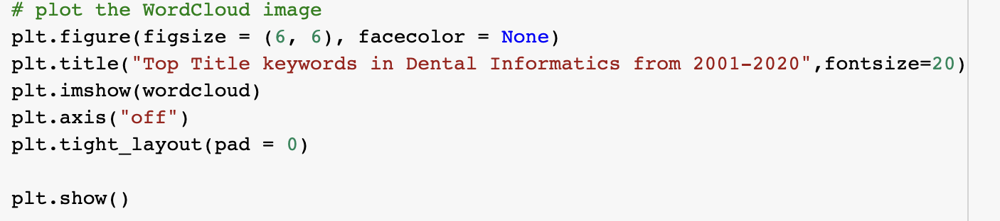 # plot the WordCloud image
plt.figure(figsize = (6, 6), facecolor = None)
plt.title("Top Title keywords in Dental Informatics from 2001-2020",fontsize=20)
plt.imshow(wordcloud)
plt.axis("off")
plt.tight_layout(pad = 0)
plt.show()